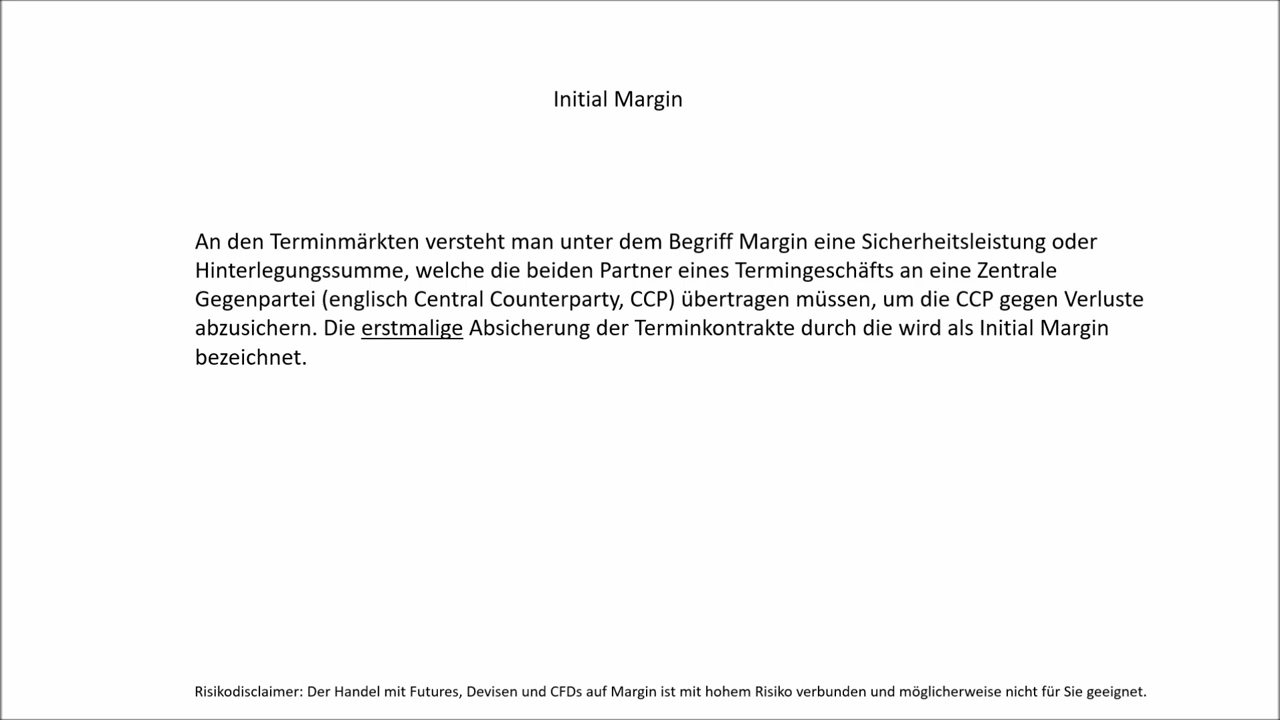 Initial Margin
An den Terminmärkten versteht man unter dem Begriff Margin eine Sicherheitsleistung oder
Hinterlegungssumme, welche die beiden Partner eines Termingeschäfts an eine Zentrale
Gegenpartei (englisch Central Counterparty, CCP) übertragen müssen, um die CCP gegen Verluste
abzusichern. Die erstmalige Absicherung der Terminkontrakte durch die wird als Initial Margin
bezeichnet.
Risikodisclaimer: Der Handel mit Futures, Devisen und CFDs auf Margin ist mit hohem Risiko verbunden und möglicherweise nicht für Sie geeignet.